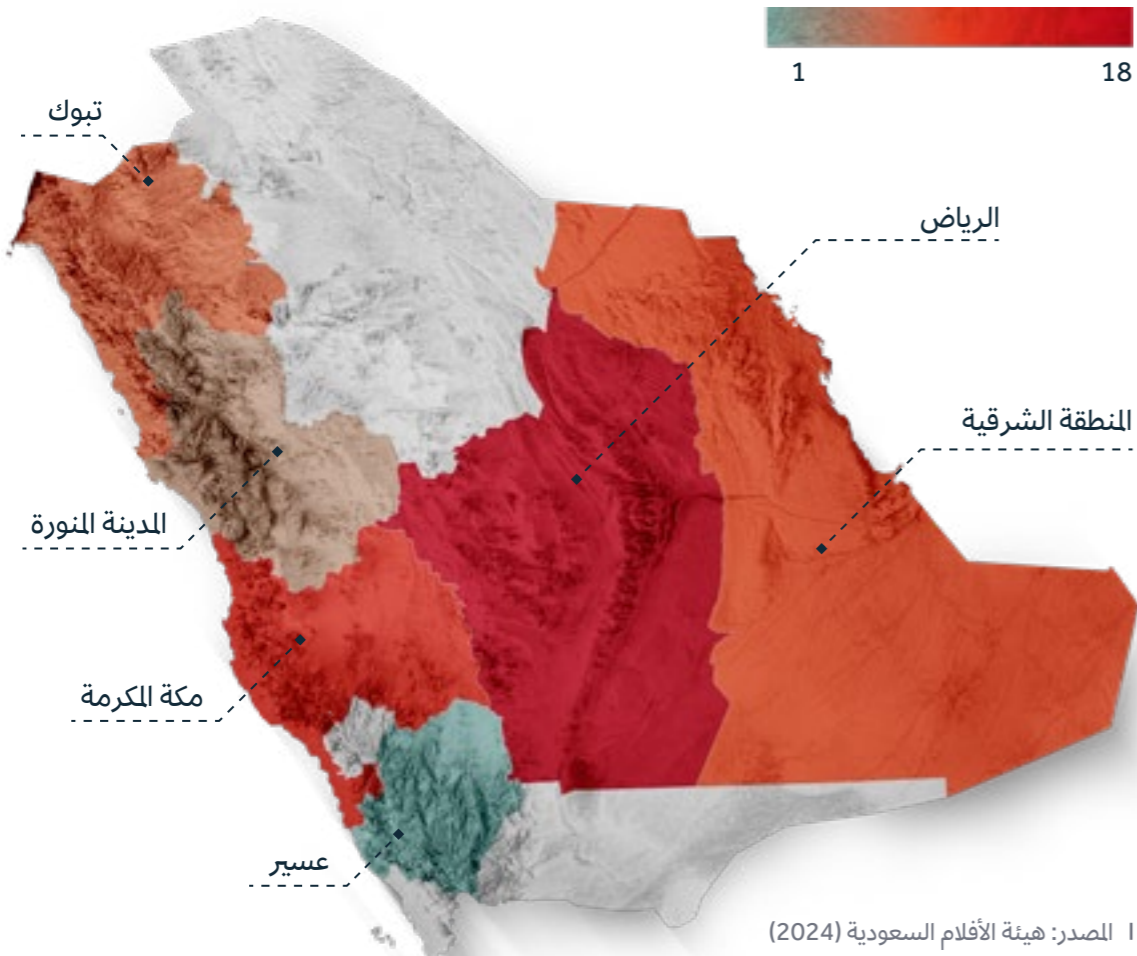 1 18
تبوك
الرياض
المنطقة الشرقية
المدينة المنورة
مكة المكرمة
عسير
ا المصدر: هيئة الأفلام السعودية (2024)